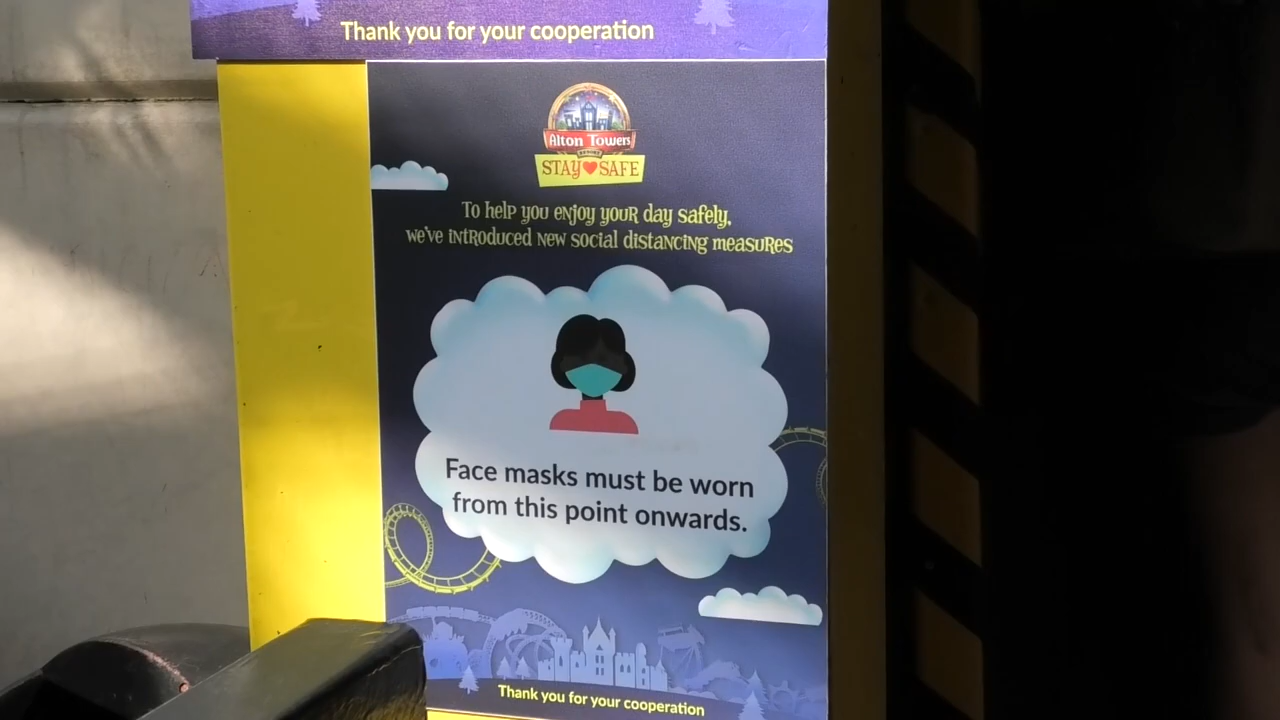 Thank you for your cooperation
Alton Towers
RESORT
STAY SAFE
To help you enjoy your day safely,
we've introduced new social distancing measures
Face masks must be worn
from this point onwards.
Thank you for your cooperation